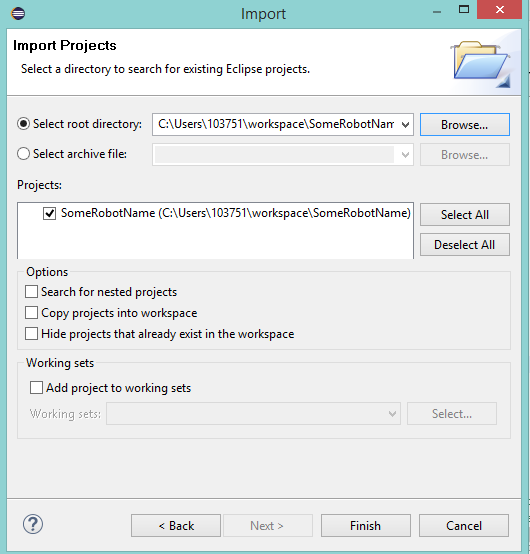 Import
Import Projects
Select a directory to search for existing Eclipse projects.
Select root directory:
C:\Users\103751\workspace\SomeRobotNam
Browse...
Select archive file:
Browse...
Projects:
SomeRobotName (C:\Users\103751\workspace\SomeRobotName)
Select All
Deselect All
Options
Search for nested projects
Copy projects into workspace
Hide projects that already exist in the workspace
Working sets
Add project to working sets
Working sets:
Select...
?
< Back
Next >
Finish
Cancel